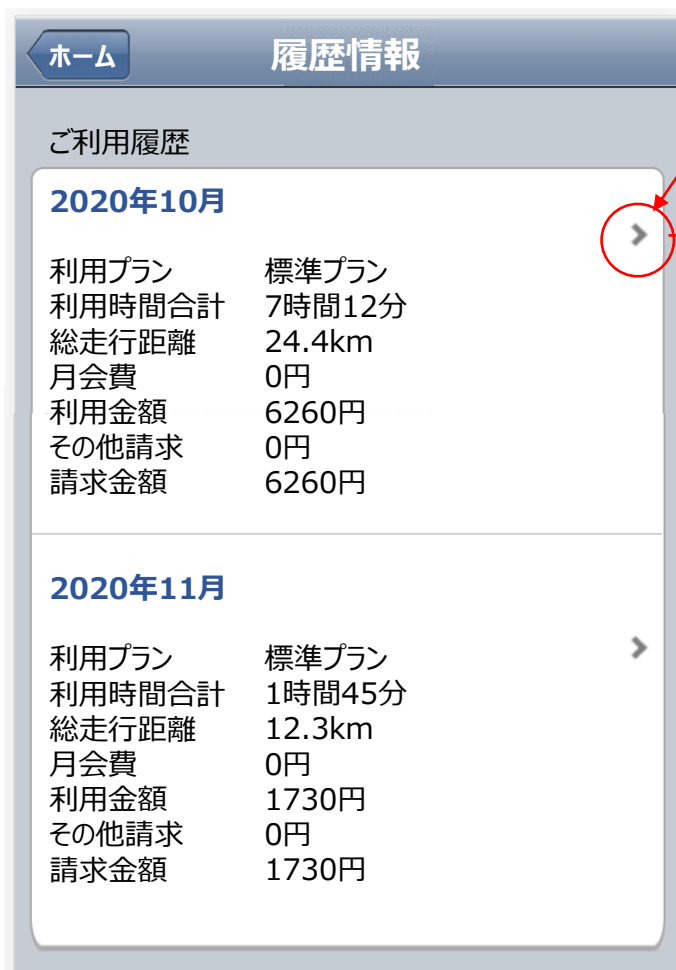 ホーム 履歴情報
ご利用履歴
2020年10月
利用プラン 標準プラン
利用時間合計 7時間12分
総走行距離 24.4km
月会費 0円
利用金額 6260円
その他請求 0円
請求金額 6260円
2020年11月
利用プラン 標準プラン
利用時間合計 1時間45分
総走行距離 12.3km
月会費 0円
利用金額 1730円
その他請求 0円
請求金額 1730円